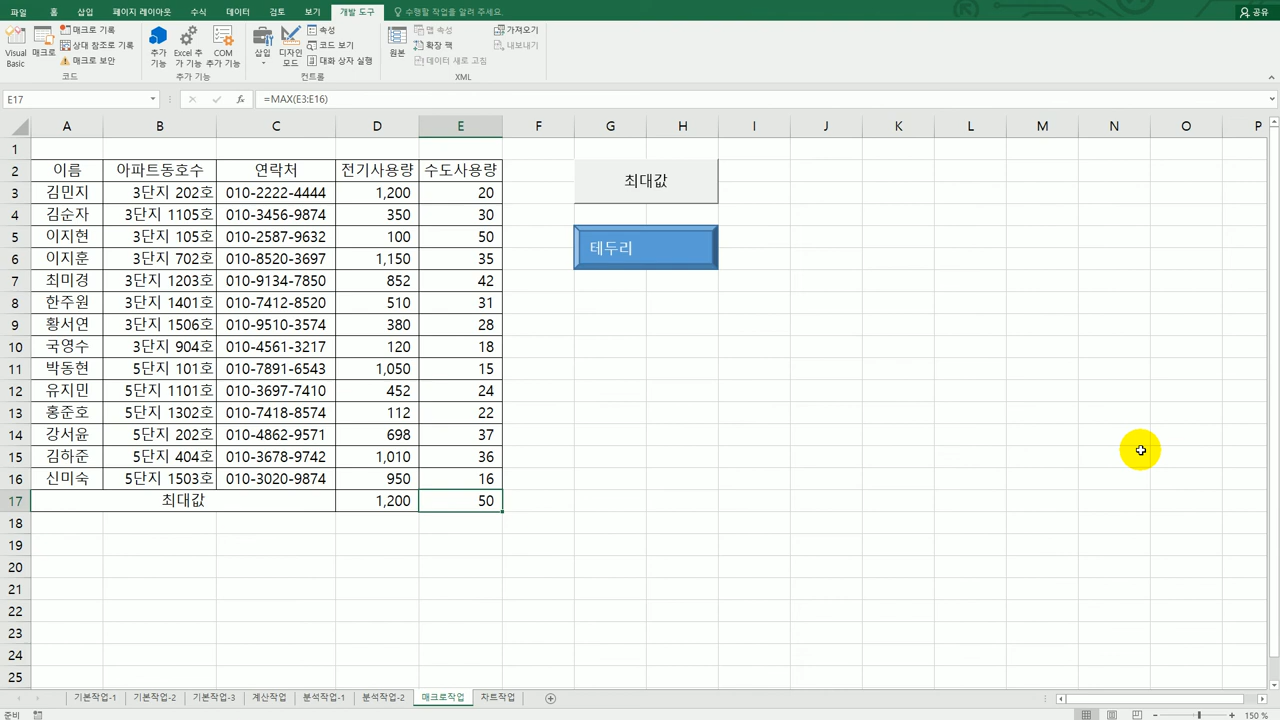 파일 홈 삽입 페이지 레이아웃 수식 데이터 검토 보기 개발 도구 수행할 작업을 알려 주세요. 공유
Visual Basic
매크로
매크로 기록
상대 참조로 기록
매크로 보안
코드
추가 기능
Excel 추가 기능
COM 추가 기능
추가 기능
삽입
디자인 모드
속성
코드 보기
대화 상자 실행
컨트롤
원본
맵 속성
확장 팩
데이터 새로 고침
가져오기
내보내기
XML
E17 fx =MAX(E3:E16)
A B C D E F G H I J K L M N O P
1
2 이름 아파트동호수 연락처 전기사용량 수도사용량 최대값
3 김민지 3단지 202호 010-2222-4444 1,200 20
4 김순자 3단지 1105호 010-3456-9874 350 30
5 이지현 3단지 105호 010-2587-9632 100 50 테두리
6 이지훈 3단지 702호 010-8520-3697 1,150 35
7 최미경 3단지 1203호 010-9134-7850 852 42
8 한주원 3단지 1401호 010-7412-8520 510 31
9 황서연 3단지 1506호 010-9510-3574 380 28
10 국영수 3단지 904호 010-4561-3217 120 18
11 박동현 5단지 101호 010-7891-6543 1,050 15
12 유지민 5단지 1101호 010-3697-7410 452 24
13 홍준호 5단지 1302호 010-7418-8574 112 22
14 강서윤 5단지 202호 010-4862-9571 698 37
15 김하준 5단지 404호 010-3678-9742 1,010 36
16 신미숙 5단지 1503호 010-3020-9874 950 16
17 최대값 1,200 50
18
19
20
21
22
23
24
25
기본작업-1 기본작업-2 기본작업-3 계산작업 분석작업-1 분석작업-2 매크로작업 차트작업
준비 150 %